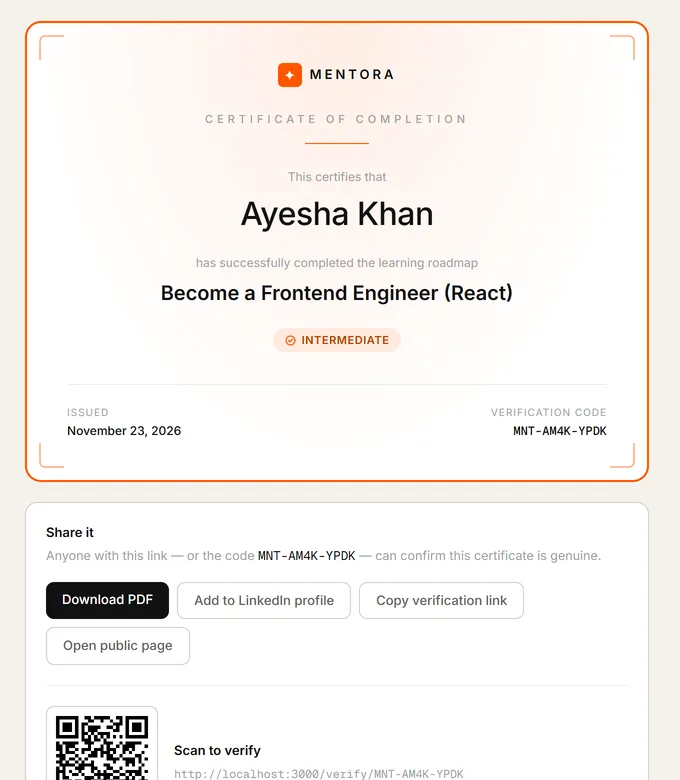 MENTORA
CERTIFICATE OF COMPLETION
This certifies that
Ayesha Khan
has successfully completed the learning roadmap
Become a Frontend Engineer (React)
INTERMEDIATE
ISSUED
November 23, 2026
VERIFICATION CODE
MNT-AM4K-YPDK
Share it
Anyone with this link — or the code MNT-AM4K-YPDK — can confirm this certificate is genuine.
Download PDF
Add to LinkedIn profile
Copy verification link
Open public page
Scan to verify
http://localhost:3000/verify/MNT-AM4K-YPDK